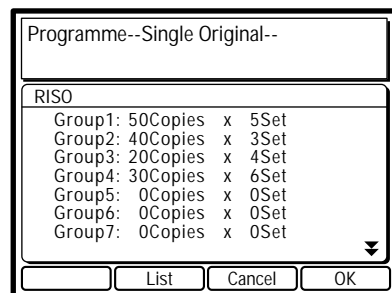 Programme--Single Original--
RISO
Group1: 50Copies x 5Set
Group2: 40Copies x 3Set
Group3: 20Copies x 4Set
Group4: 30Copies x 6Set
Group5: 0Copies x 0Set
Group6: 0Copies x 0Set
Group7: 0Copies x 0Set
List Cancel OK